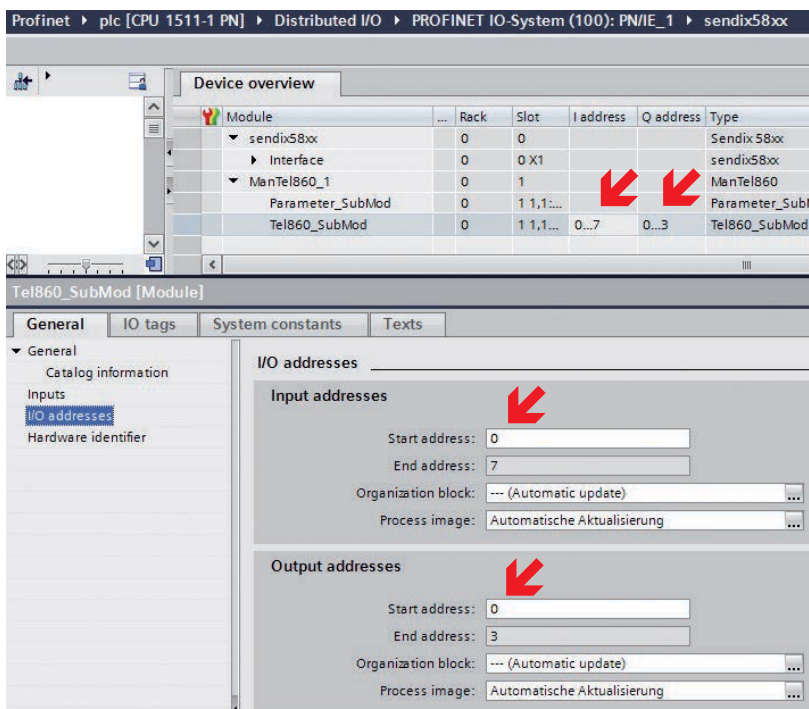 Profinet ▸ plc [CPU 1511-1 PN] ▸ Distributed I/O ▸ PROFINET IO-System (100): PN/IE_1 ▸ sendix58xx
Device overview
Module ... Rack Slot I address Q address Type
sendix58xx 0 0 Sendix 58xx
Interface 0 0 X1 sendix58xx
ManTel860_1 0 1 ManTel860
Parameter_SubMod 0 1 1,1:... Parameter_SubM
Tel860_SubMod 0 1 1,1... 0...7 0...3 Tel860_SubMod
Tel860_SubMod [Module]
General IO tags System constants Texts
General
Catalog information
Inputs
I/O addresses
Hardware identifier
I/O addresses
Input addresses
Start address: 0
End address: 7
Organization block: --- (Automatic update) ...
Process image: Automatische Aktualisierung ...
Output addresses
Start address: 0
End address: 3
Organization block: --- (Automatic update) ...
Process image: Automatische Aktualisierung ...